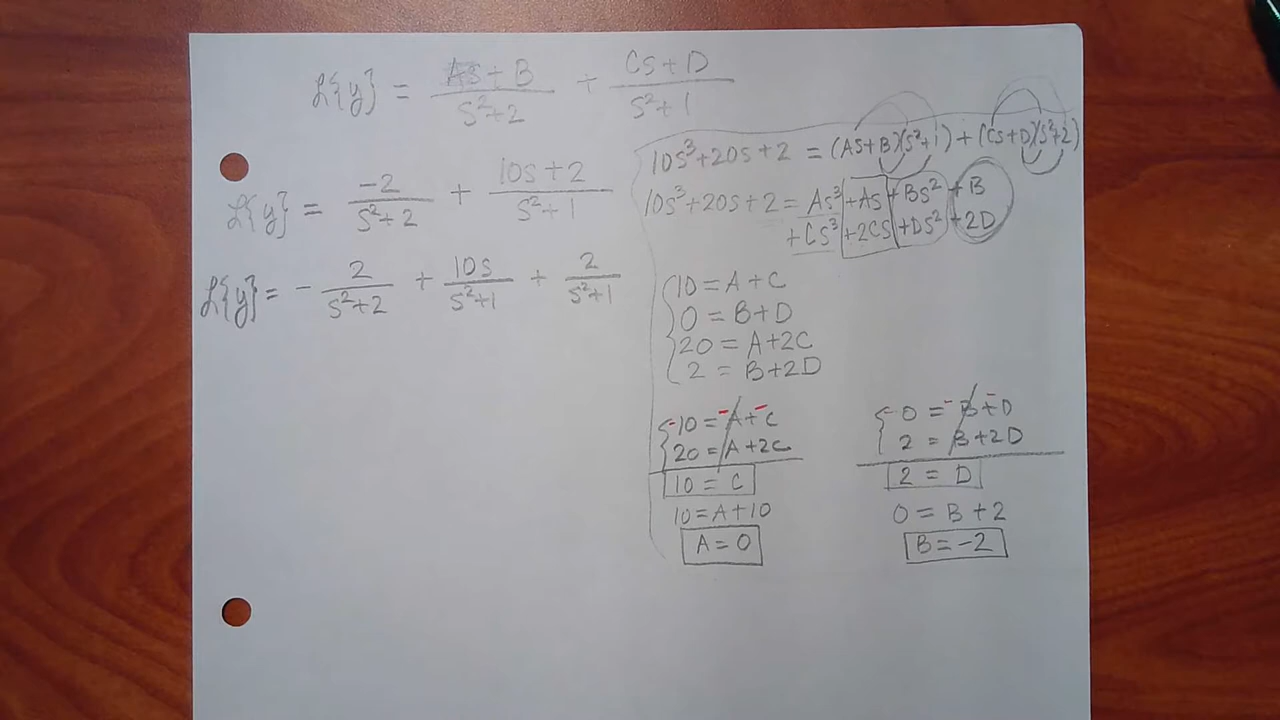 ℒ{y} = As + B / s²+2 + Cs + D / s²+1
ℒ{y} = -2 / s²+2 + 10s + 2 / s²+1
ℒ{y} = - 2 / s²+2 + 10s / s²+1 + 2 / s²+1
10s³+20s+2 = (As+B)(s²+1) + (Cs+D)(s²+2)
10s³+20s+2 = As³ +As +Bs² +B
+Cs³ +2Cs +Ds² +2D
10 = A+C
0 = B+D
20 = A+2C
2 = B+2D
-10 = -A+-C
20 = A+2C
10 = C
10=A+10
A=0
-0 = -B+-D
2 = B+2D
2 = D
0 = B+2
B=-2